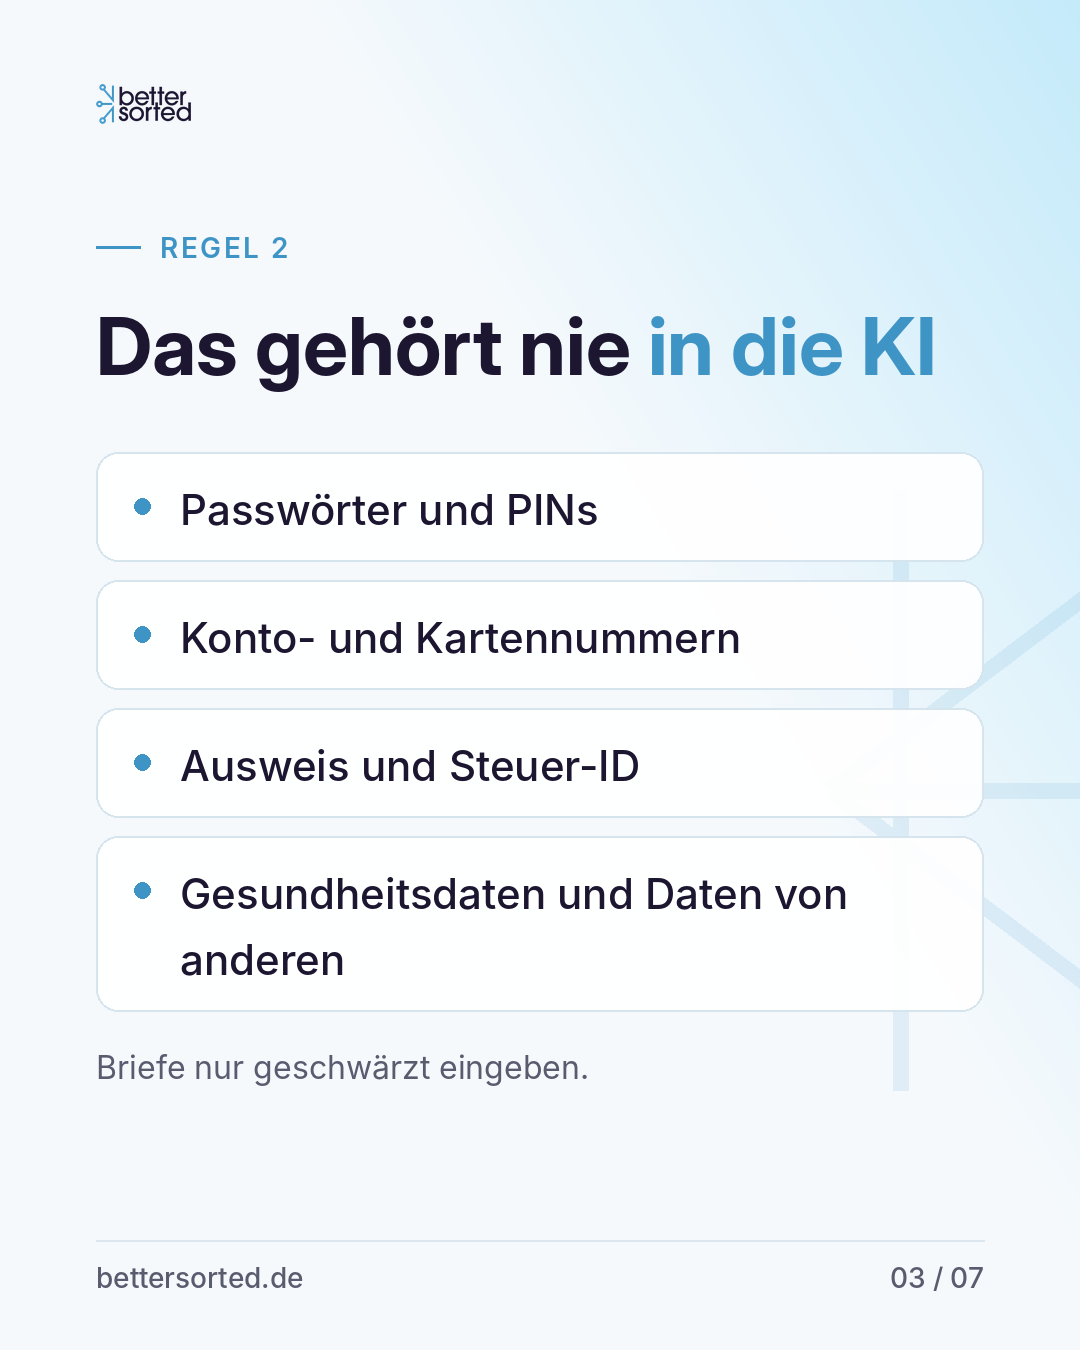 better
sorted
REGEL 2
Das gehört nie in die KI
Passwörter und PINs
Konto- und Kartennummern
Ausweis und Steuer-ID
Gesundheitsdaten und Daten von
anderen
Briefe nur geschwärzt eingeben.
bettersorted.de
03 / 07